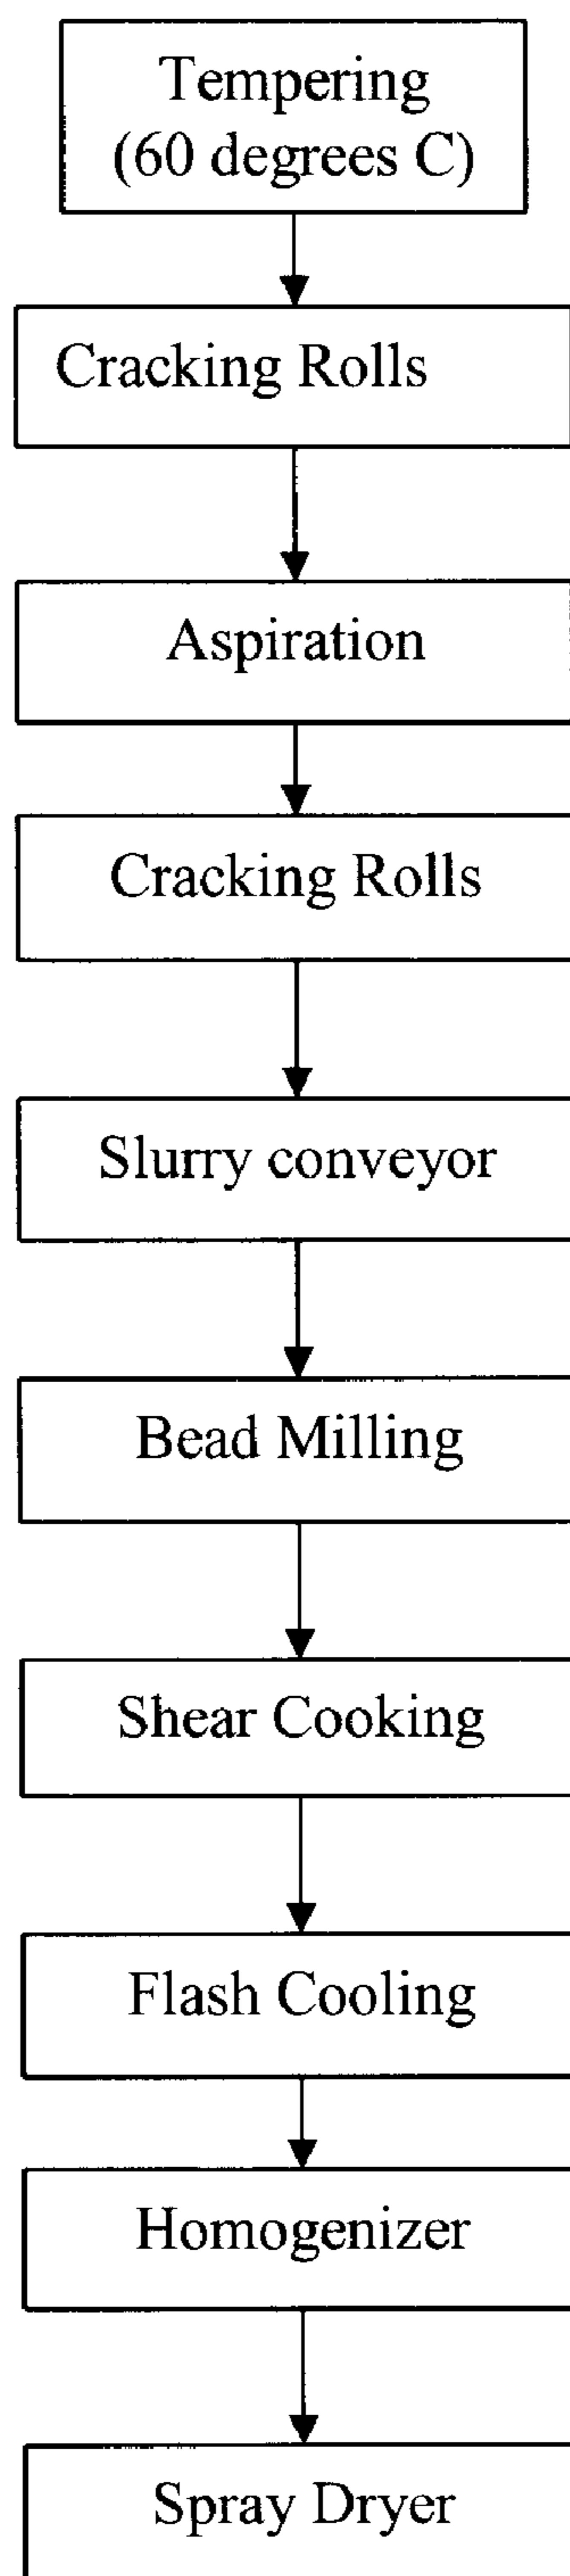 Tempering
(60 degrees C)
Cracking Rolls
Aspiration
Cracking Rolls
Slurry conveyor
Bead Milling
Shear Cooking
Flash Cooling
Homogenizer
Spray Dryer